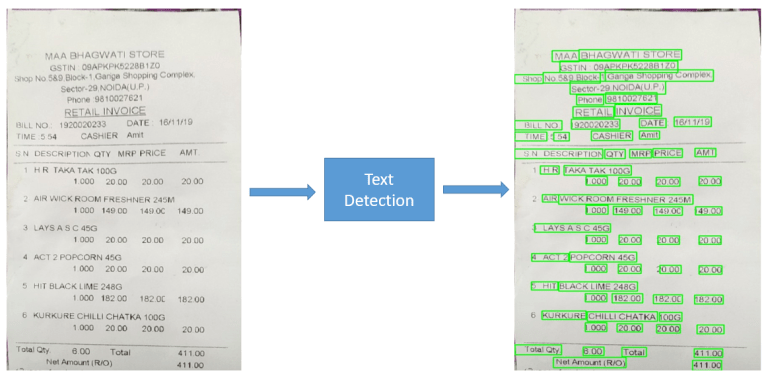 MAA BHAGWATI STORE
GSTIN : 09APKPK5228B1Z0
Shop No.5&9,Block-1,Ganga Shopping Complex,
Sector-29,NOIDA(U.P.)
Phone :9810027621
RETAIL INVOICE
BILL NO.: 1920020233 DATE: 16/11/19
TIME :5:54 CASHIER Amit
S.N. DESCRIPTION QTY MRP PRICE AMT.
1 H R TAKA TAK 100G
1.000 20.00 20.00 20.00
2 AIR WICK ROOM FRESHNER 245M
1.000 149.00 149.00 149.00
3 LAYS A S C 45G
1.000 20.00 20.00 20.00
4 ACT 2 POPCORN 45G
1.000 20.00 20.00 20.00
5 HIT BLACK LIME 248G
1.000 182.00 182.00 182.00
6 KURKURE CHILLI CHATKA 100G
1.000 20.00 20.00 20.00
Total Qty. 6.00 Total 411.00
Net Amount (R/O) 411.00
Text
Detection
MAA BHAGWATI STORE
GSTIN : 09APKPK5228B1Z0
Shop No.5&9,Block-1, Ganga Shopping Complex,
Sector-29,NOIDA(U.P.)
Phone :9810027621
RETAIL INVOICE
BILL NO.: 1920020233 DATE: 16/11/19
TIME :5:54 CASHIER Amit
S.N. DESCRIPTION QTY MRP PRICE AMT.
1 H R TAKA TAK 100G
1.000 20.00 20.00 20.00
2 AIR WICK ROOM FRESHNER 245M
1.000 149.00 149.00 149.00
3 LAYS A S C 45G
1.000 20.00 20.00 20.00
4 ACT 2 POPCORN 45G
1.000 20.00 20.00 20.00
5 HIT BLACK LIME 248G
1.000 182.00 182.00 182.00
6 KURKURE CHILLI CHATKA 100G
1.000 20.00 20.00 20.00
Total Qty. 6.00 Total 411.00
Net Amount (R/O) 411.00